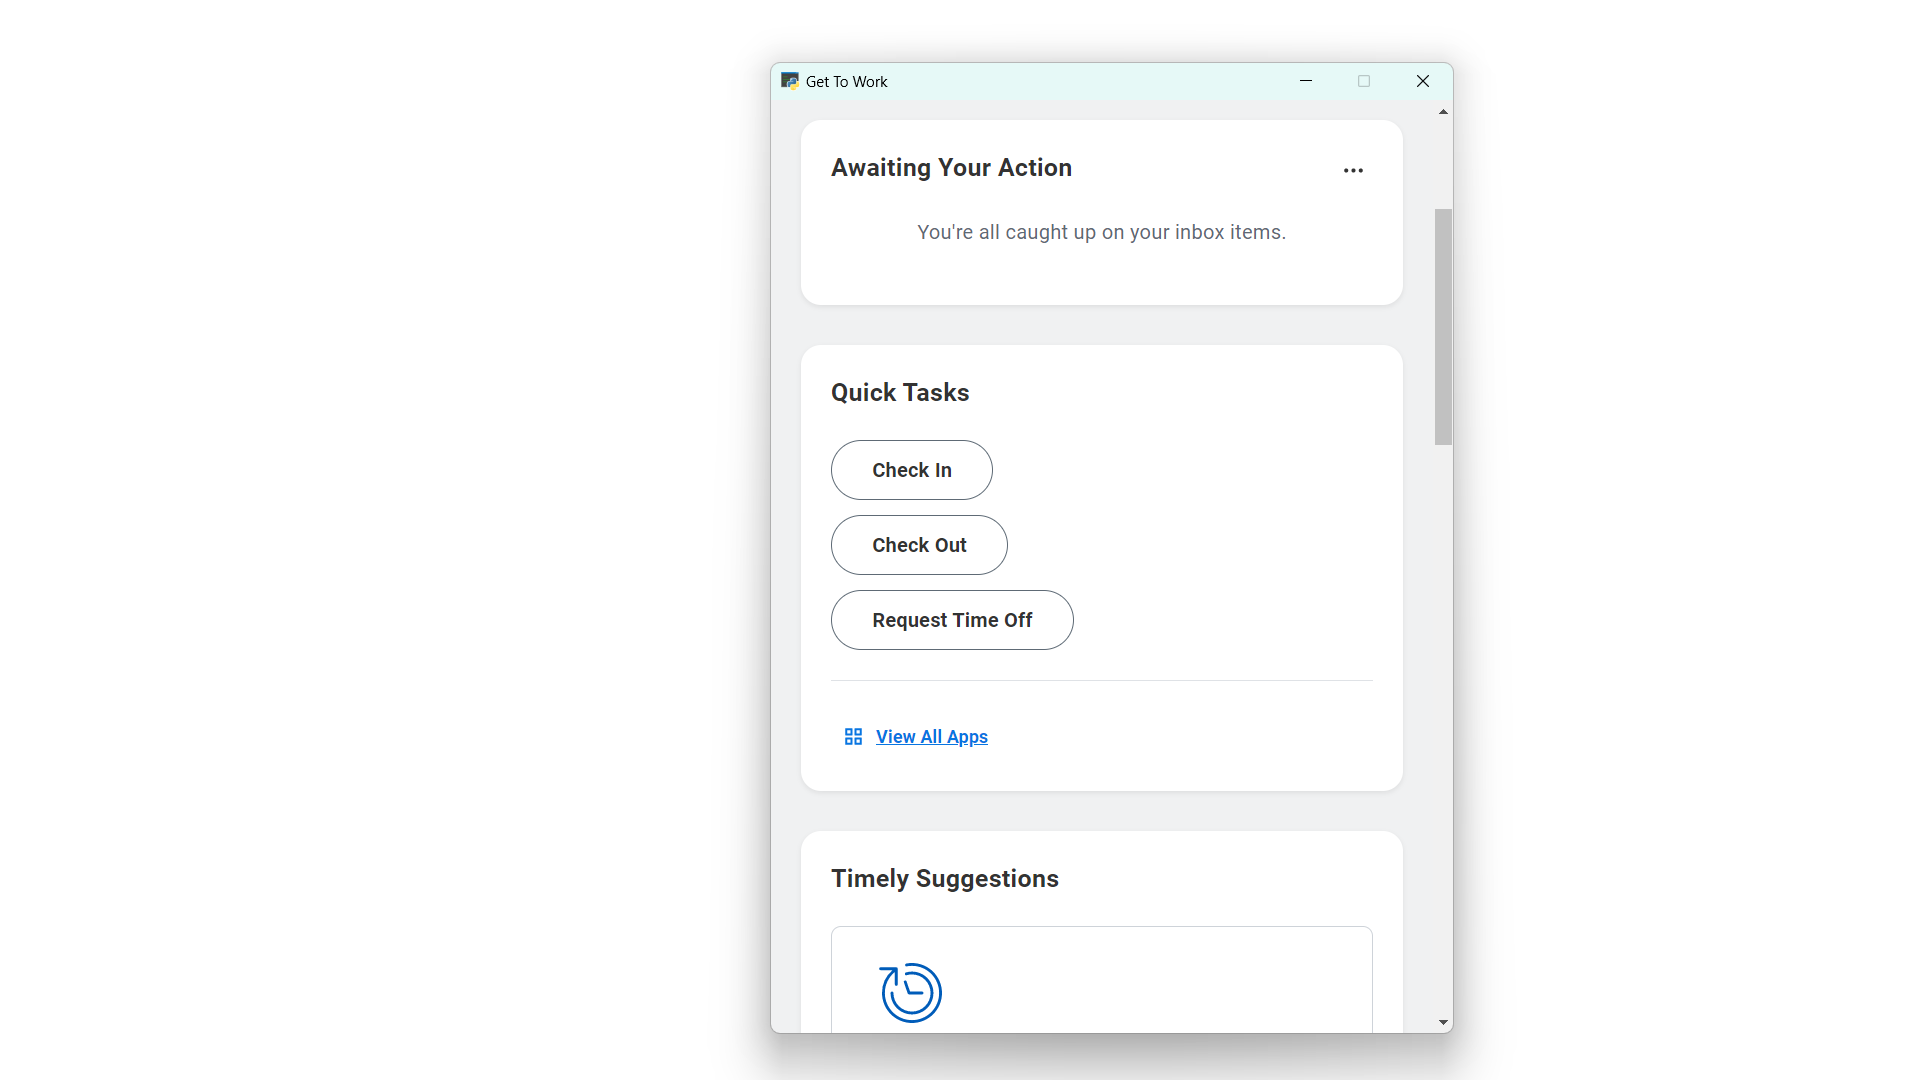 Get To Work
Awaiting Your Action
You're all caught up on your inbox items.
Quick Tasks
Check In
Check Out
Request Time Off
View All Apps
Timely Suggestions